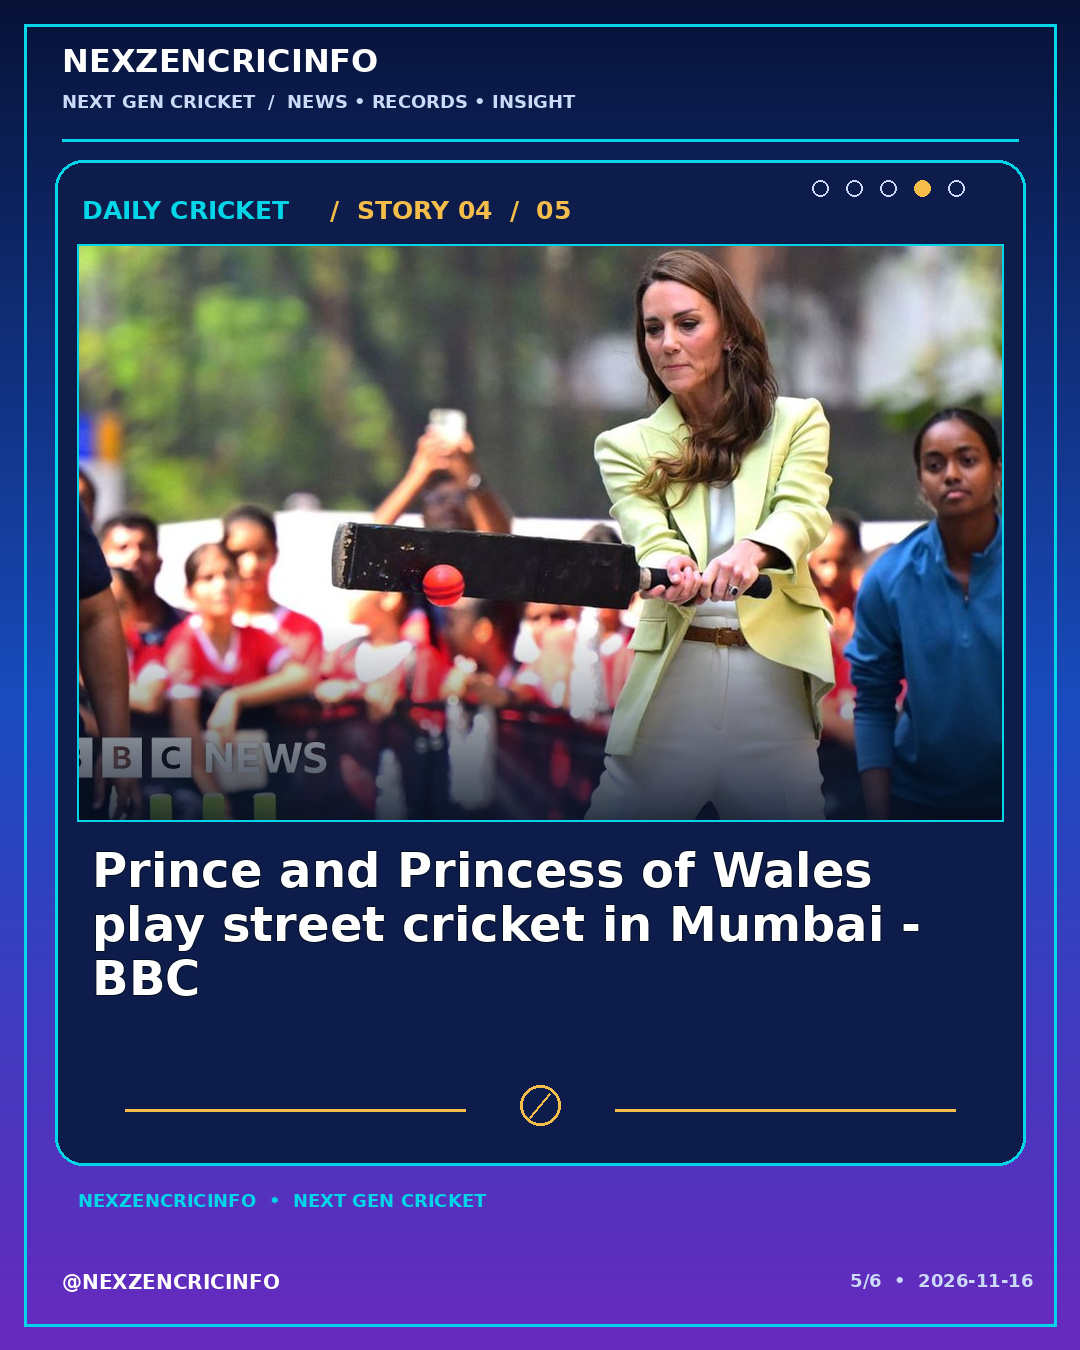 NEXZENCRICINFO
NEXT GEN CRICKET / NEWS • RECORDS • INSIGHT
DAILY CRICKET / STORY 04 / 05
BBC NEWS
Prince and Princess of Wales
play street cricket in Mumbai -
BBC
NEXZENCRICINFO • NEXT GEN CRICKET
@NEXZENCRICINFO
5/6 • 2026-11-16